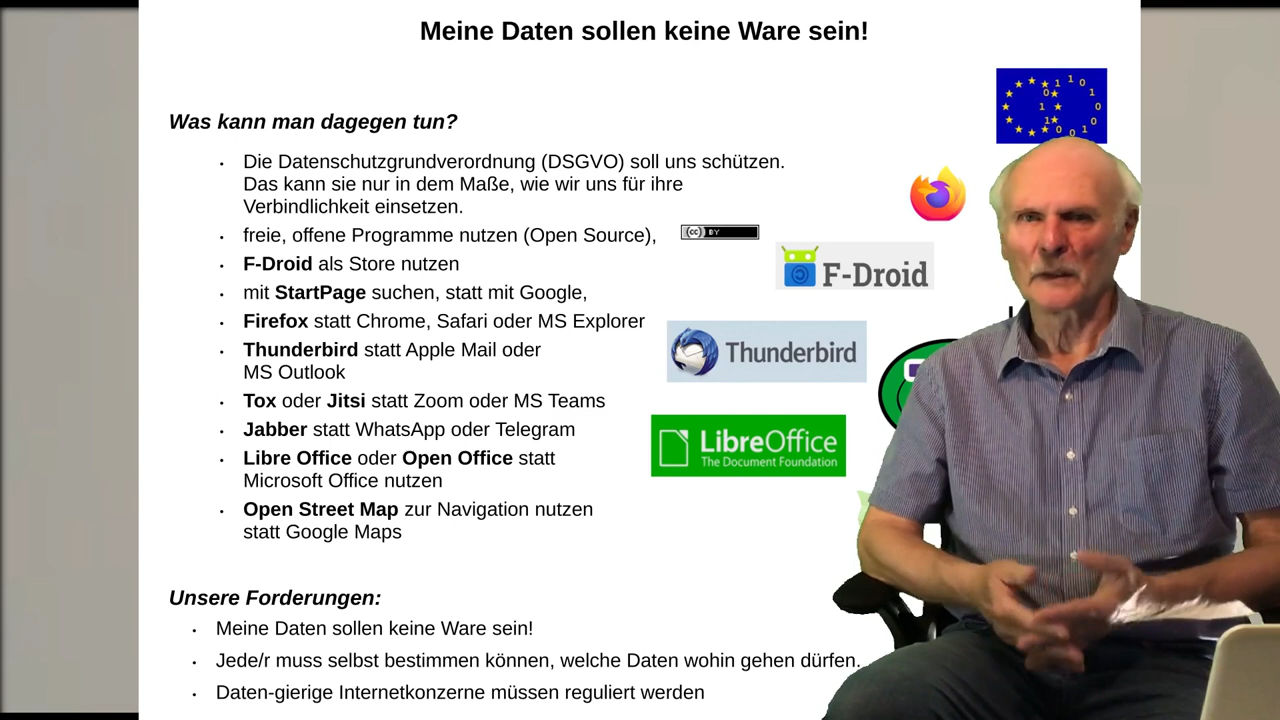 Meine Daten sollen keine Ware sein!
Was kann man dagegen tun?
• Die Datenschutzgrundverordnung (DSGVO) soll uns schützen.
Das kann sie nur in dem Maße, wie wir uns für ihre
Verbindlichkeit einsetzen.
• freie, offene Programme nutzen (Open Source),
(cc) BY
• F-Droid als Store nutzen
F-Droid
• mit StartPage suchen, statt mit Google,
• Firefox statt Chrome, Safari oder MS Explorer
• Thunderbird statt Apple Mail oder
MS Outlook
Thunderbird
• Tox oder Jitsi statt Zoom oder MS Teams
• Jabber statt WhatsApp oder Telegram
• Libre Office oder Open Office statt
Microsoft Office nutzen
LibreOffice
The Document Foundation
• Open Street Map zur Navigation nutzen
statt Google Maps
Unsere Forderungen:
• Meine Daten sollen keine Ware sein!
• Jede/r muss selbst bestimmen können, welche Daten wohin gehen dürfen.
• Daten-gierige Internetkonzerne müssen reguliert werden